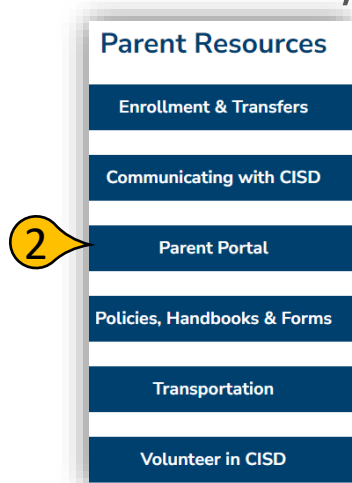 Parent Resources
Enrollment & Transfers
Communicating with CISD
2
Parent Portal
Policies, Handbooks & Forms
Transportation
Volunteer in CISD